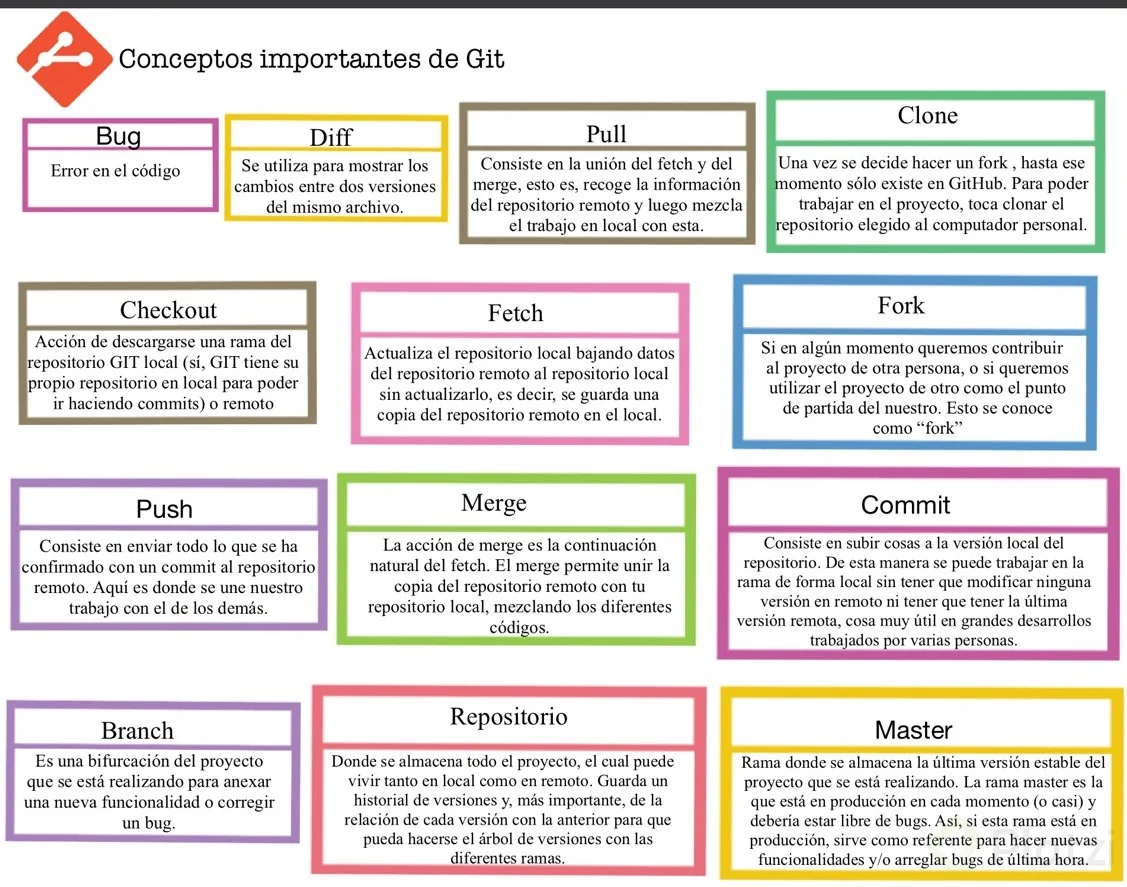 Conceptos importantes de Git
Bug
Error en el código
Diff
Se utiliza para mostrar los
cambios entre dos versiones
del mismo archivo.
Pull
Consiste en la unión del fetch y del
merge, esto es, recoge la información
del repositorio remoto y luego mezcla
el trabajo en local con esta.
Clone
Una vez se decide hacer un fork , hasta ese
momento sólo existe en GitHub. Para poder
trabajar en el proyecto, toca clonar el
repositorio elegido al computador personal.
Checkout
Acción de descargarse una rama del
repositorio GIT local (sí, GIT tiene su
propio repositorio en local para poder
ir haciendo commits) o remoto
Fetch
Actualiza el repositorio local bajando datos
del repositorio remoto al repositorio local
sin actualizarlo, es decir, se guarda una
copia del repositorio remoto en el local.
Fork
Si en algún momento queremos contribuir
al proyecto de otra persona, o si queremos
utilizar el proyecto de otro como el punto
de partida del nuestro. Esto se conoce
como “fork”
Push
Consiste en enviar todo lo que se ha
confirmado con un commit al repositorio
remoto. Aquí es donde se une nuestro
trabajo con el de los demás.
Merge
La acción de merge es la continuación
natural del fetch. El merge permite unir la
copia del repositorio remoto con tu
repositorio local, mezclando los diferentes
códigos.
Commit
Consiste en subir cosas a la versión local del
repositorio. De esta manera se puede trabajar en la
rama de forma local sin tener que modificar ninguna
versión en remoto ni tener que tener la última
versión remota, cosa muy útil en grandes desarrollos
trabajados por varias personas.
Branch
Es una bifurcación del proyecto
que se está realizando para anexar
una nueva funcionalidad o corregir
un bug.
Repositorio
Donde se almacena todo el proyecto, el cual puede
vivir tanto en local como en remoto. Guarda un
historial de versiones y, más importante, de la
relación de cada versión con la anterior para que
pueda hacerse el árbol de versiones con las
diferentes ramas.
Master
Rama donde se almacena la última versión estable del
proyecto que se está realizando. La rama master es la
que está en producción en cada momento (o casi) y
debería estar libre de bugs. Así, si esta rama está en
producción, sirve como referente para hacer nuevas
funcionalidades y/o arreglar bugs de última hora.